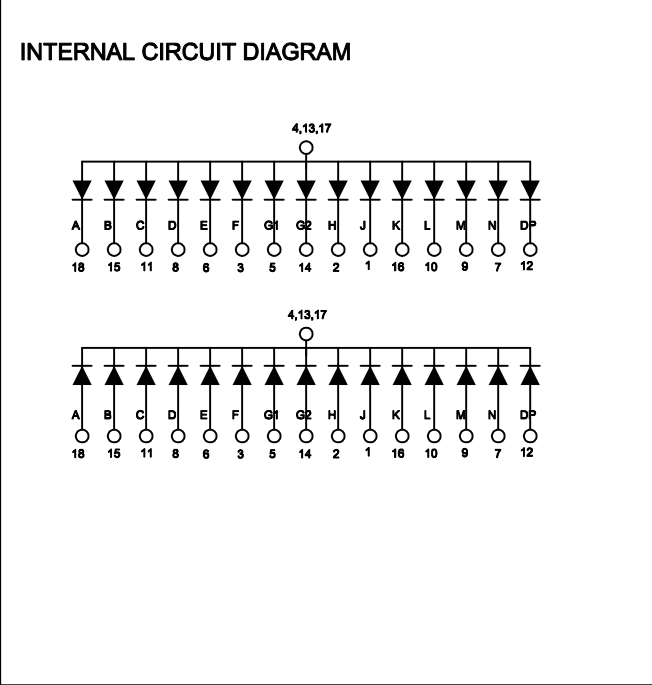 INTERNAL CIRCUIT DIAGRAM
4,13,17
A B C D E F G1 G2 H J K L M N DP
18 15 11 8 6 3 5 14 2 1 16 10 9 7 12
4,13,17
A B C D E F G1 G2 H J K L M N DP
18 15 11 8 6 3 5 14 2 1 16 10 9 7 12